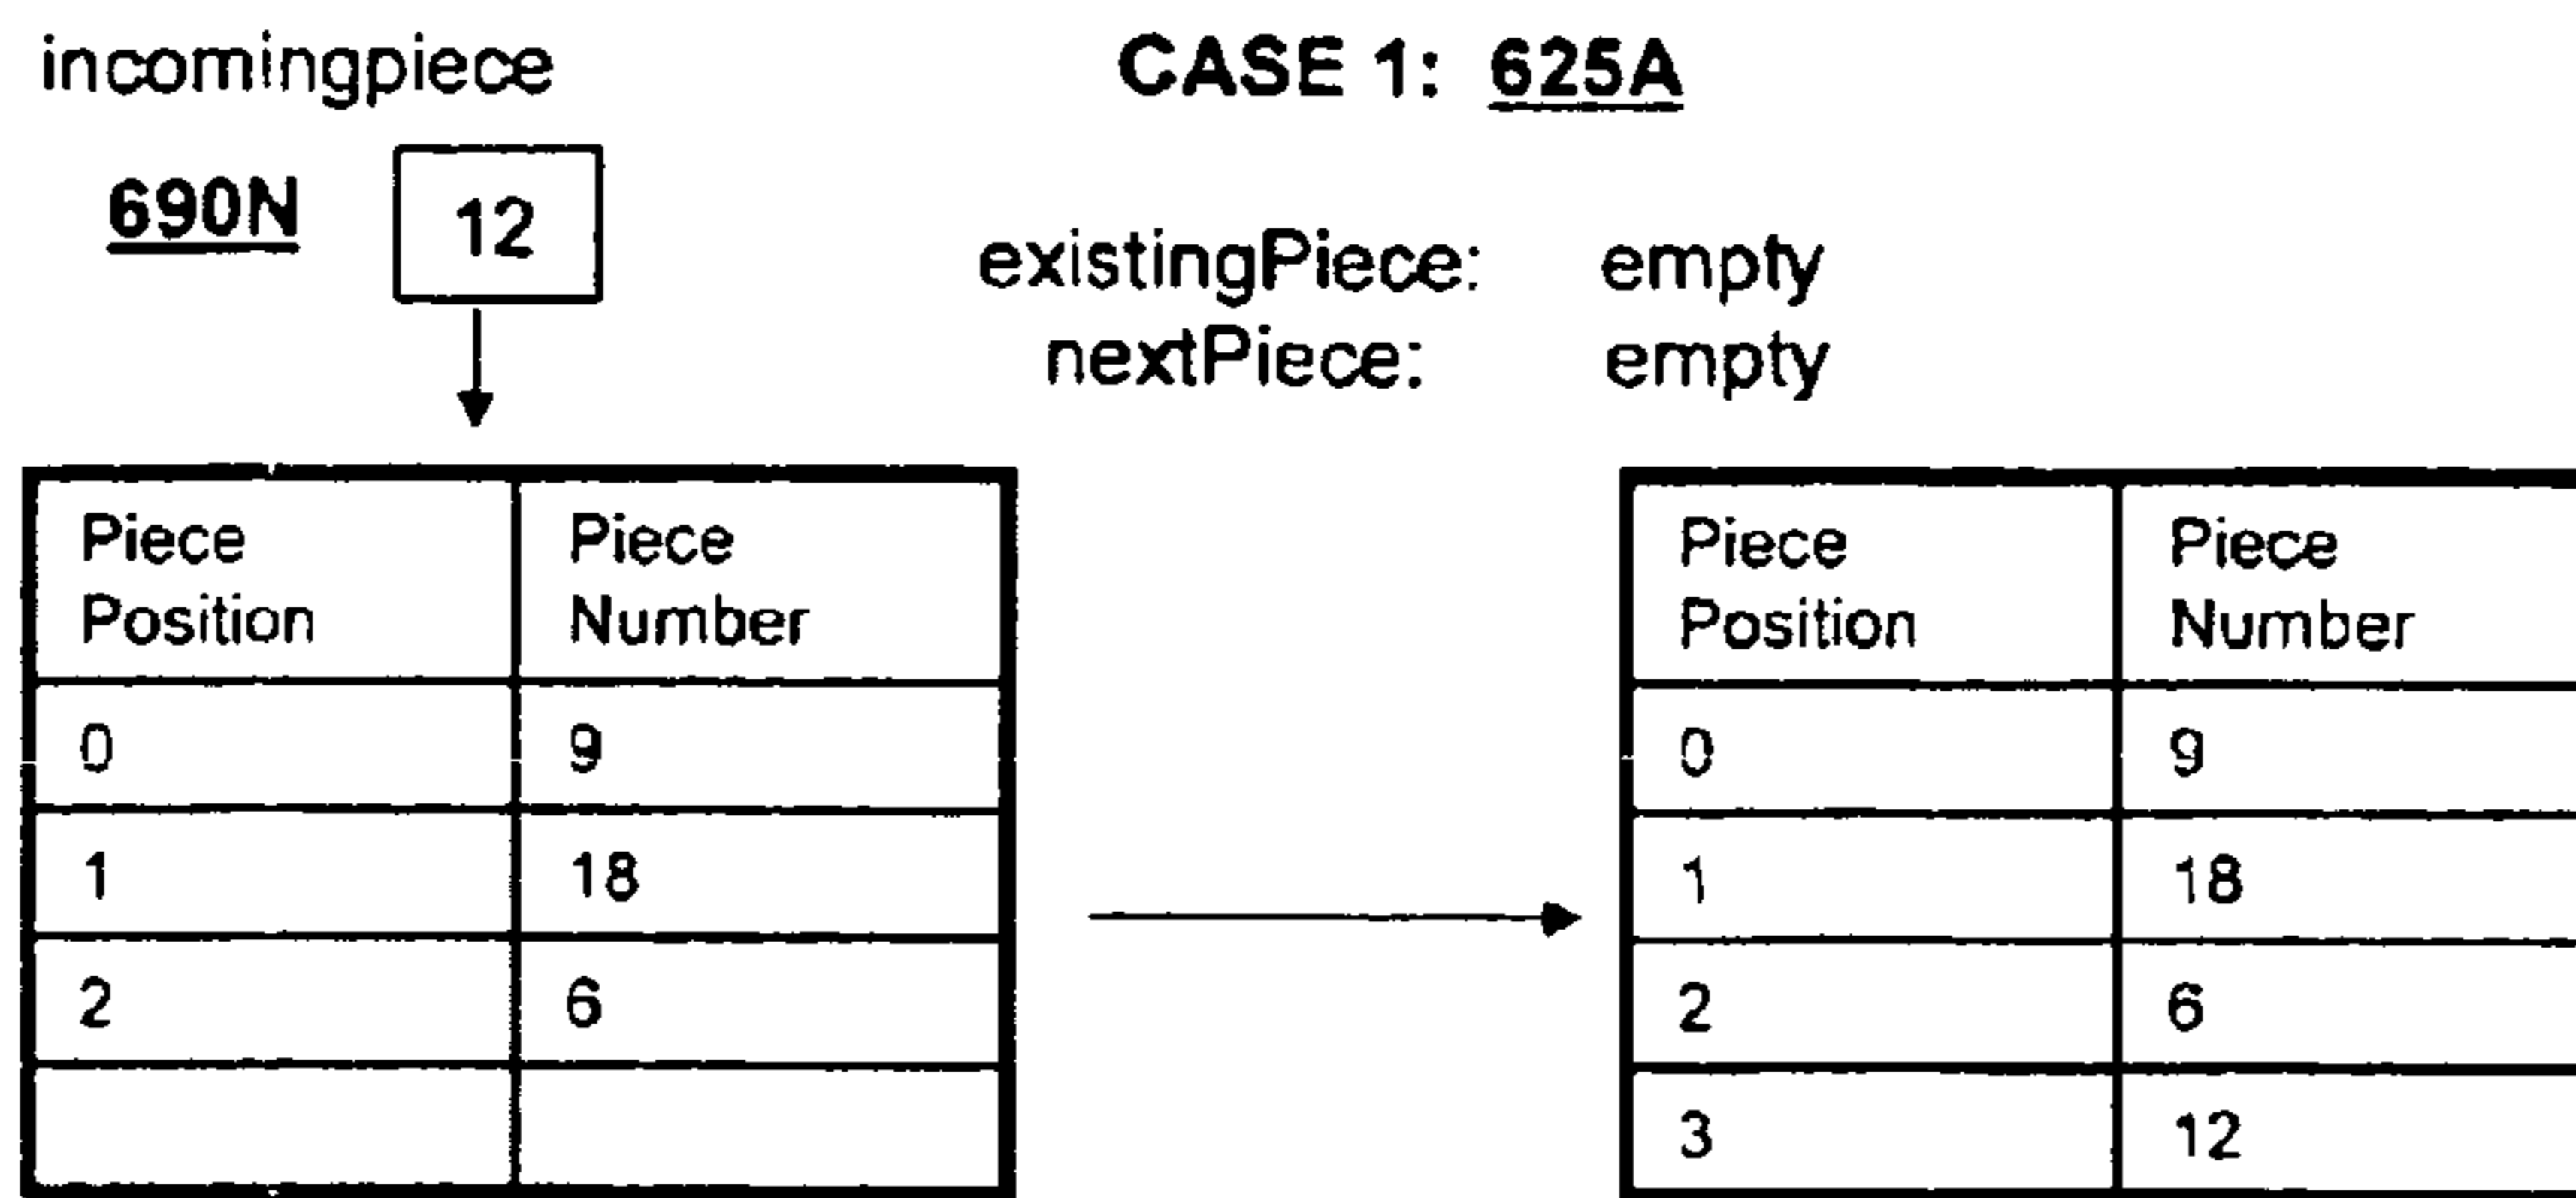 incomingpiece
CASE 1: 625A
690N 12
existingPiece: empty
nextPiece: empty
Piece Position Piece Number
0 9
1 18
2 6
Piece Position Piece Number
0 9
1 18
2 6
3 12